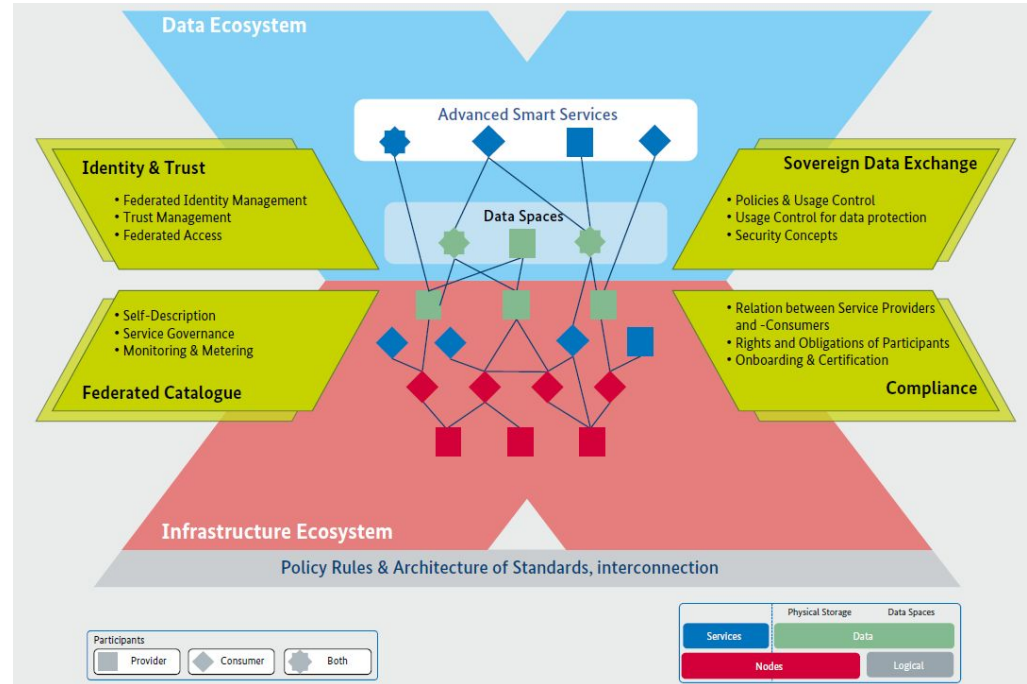 Data Ecosystem
Advanced Smart Services
Identity & Trust
• Federated Identity Management
• Trust Management
• Federated Access
Sovereign Data Exchange
• Policies & Usage Control
• Usage Control for data protection
• Security Concepts
Data Spaces
• Self-Description
• Service Governance
• Monitoring & Metering
Federated Catalogue
• Relation between Service Providers
and -Consumers
• Rights and Obligations of Participants
• Onboarding & Certification
Compliance
Infrastructure Ecosystem
Policy Rules & Architecture of Standards, interconnection
Participants
Provider
Consumer
Both
Physical Storage
Data Spaces
Services
Data
Nodes
Logical